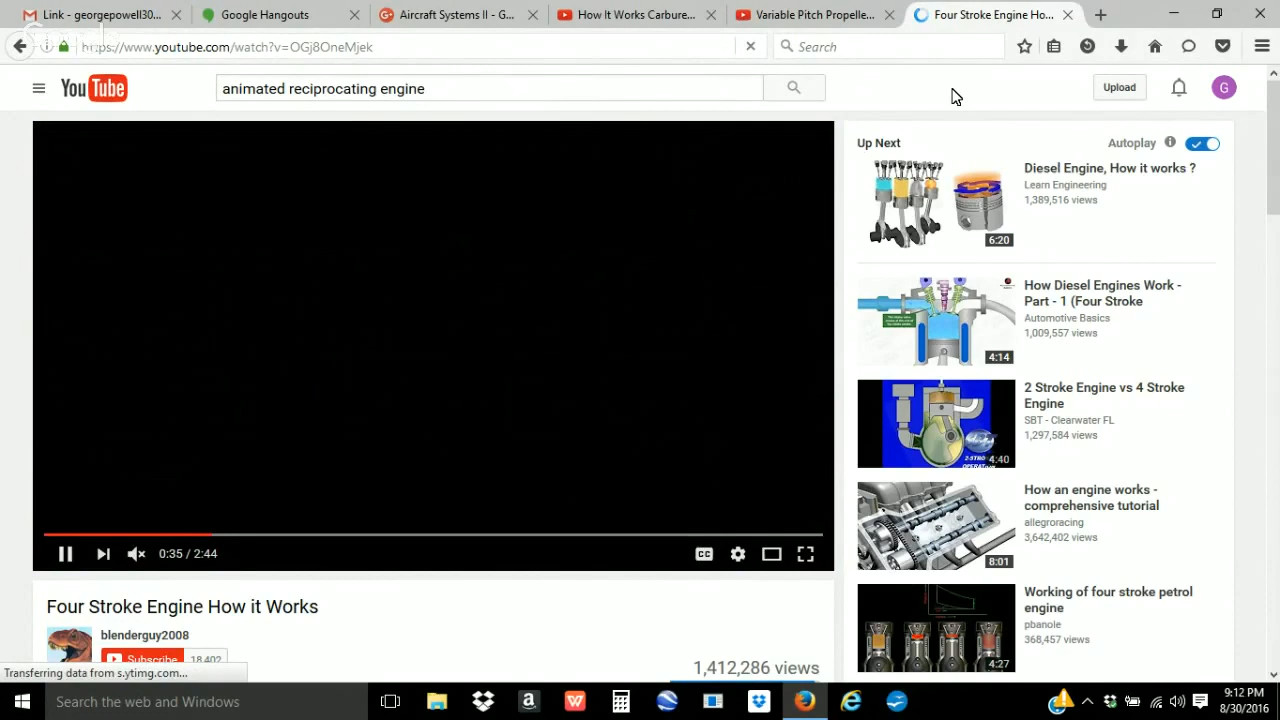 Link - georgepowell30...
Google Hangouts
Aircraft Systems II - G...
How It Works Carbure...
Variable Pitch Propelle...
Four Stroke Engine Ho...
https://www.youtube.com/watch?v=OGj8OneMjek
Search
YouTube
animated reciprocating engine
Upload
G
Up Next
Autoplay
Diesel Engine, How it works ?
Learn Engineering
1,389,516 views
6:20
How Diesel Engines Work -
Part - 1 (Four Stroke
Automotive Basics
1,009,557 views
4:14
2 Stroke Engine vs 4 Stroke
Engine
SBT - Clearwater FL
1,297,584 views
4:40
How an engine works -
comprehensive tutorial
allegroracing
3,642,402 views
8:01
Working of four stroke petrol
engine
pbanole
368,457 views
4:27
0:35 / 2:44
CC
Four Stroke Engine How it Works
blenderguy2008
Subscribe
18,402
1,412,286 views
Transferring data from s.ytimg.com...
Search the web and Windows
9:12 PM
8/30/2016